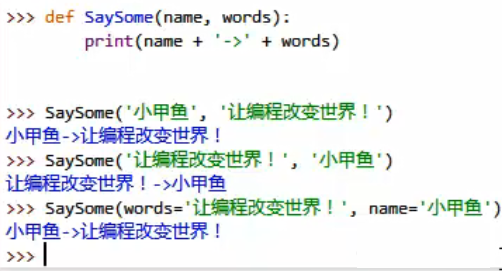 >>> def SaySome(name, words):
        print(name + '->' + words)
>>> SaySome('小甲鱼', '让编程改变世界！')
小甲鱼->让编程改变世界！
>>> SaySome('让编程改变世界！', '小甲鱼')
让编程改变世界！->小甲鱼
>>> SaySome(words='让编程改变世界！', name='小甲鱼')
小甲鱼->让编程改变世界！
>>>